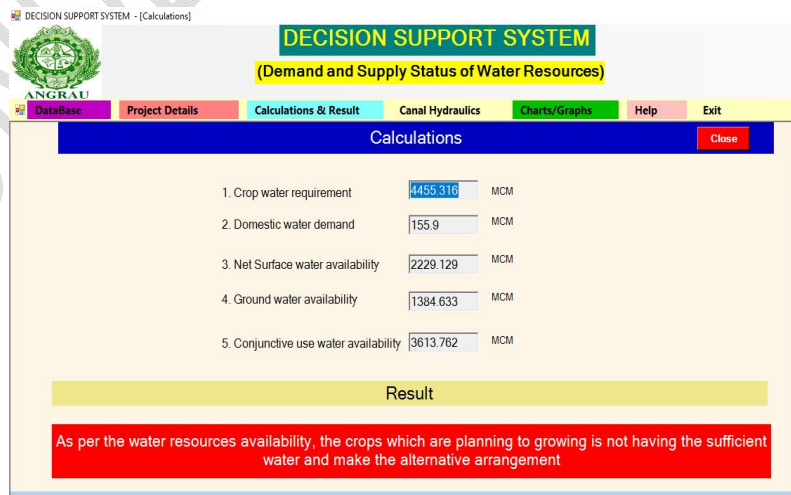 DECISION SUPPORT SYSTEM - [Calculations]
DECISION SUPPORT SYSTEM
(Demand and Supply Status of Water Resources)
ANGRAU
DataBase Project Details Calculations & Result Canal Hydraulics Charts/Graphs Help Exit
Calculations Close
1. Crop water requirement 4455.316 MCM
2. Domestic water demand 155.9 MCM
3. Net Surface water availability 2229.129 MCM
4. Ground water availability 1384.633 MCM
5. Conjunctive use water availability 3613.762 MCM
Result
As per the water resources availability, the crops which are planning to growing is not having the sufficient
water and make the alternative arrangement